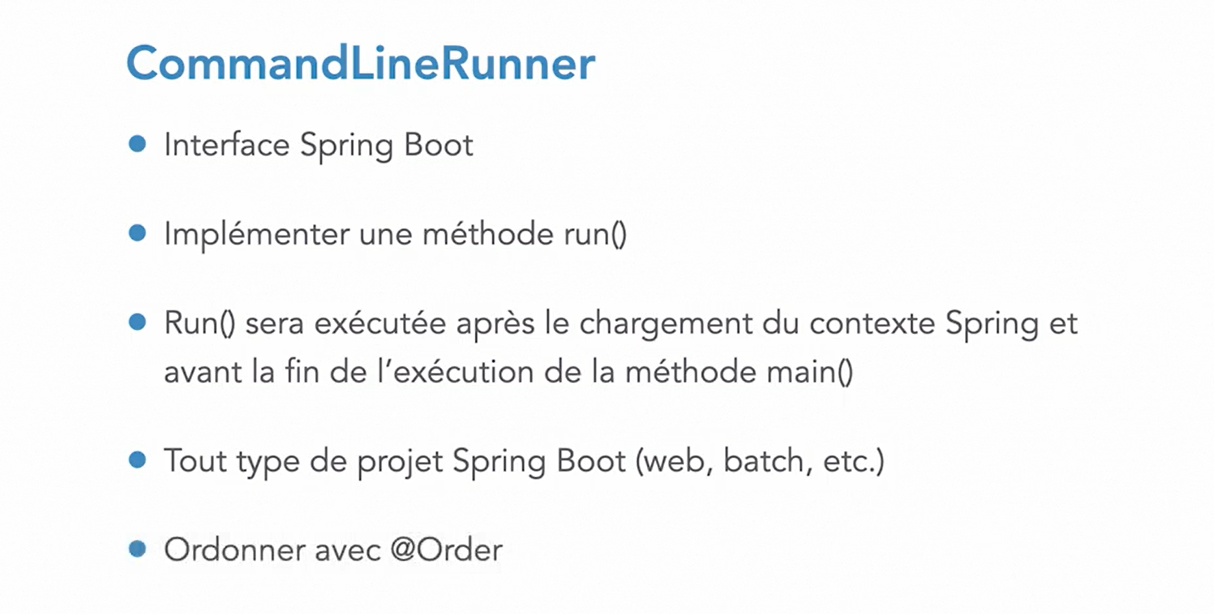 CommandLineRunner
● Interface Spring Boot
● Implémenter une méthode run()
● Run() sera exécutée après le chargement du contexte Spring et
avant la fin de l’exécution de la méthode main()
● Tout type de projet Spring Boot (web, batch, etc.)
● Ordonner avec @Order